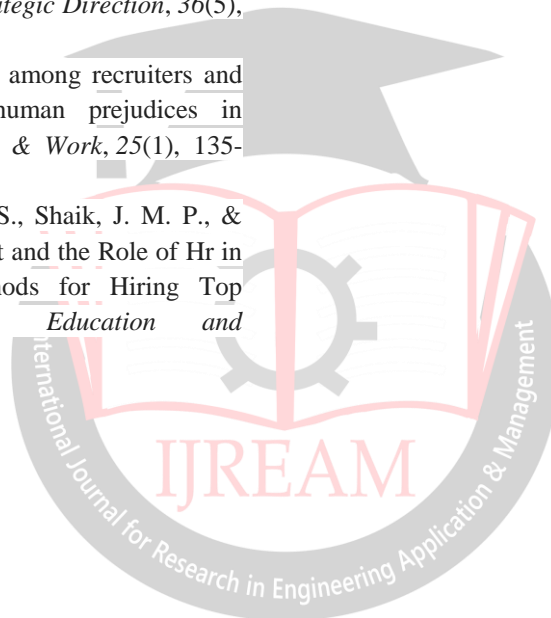 ategic Direction, 36(5),
among recruiters and
human prejudices in
& Work, 25(1), 135-
S., Shaik, J. M. P., &
t and the Role of Hr in
ods for Hiring Top
Education and
International Journal for Research in Engineering Application & Management
IJREAM